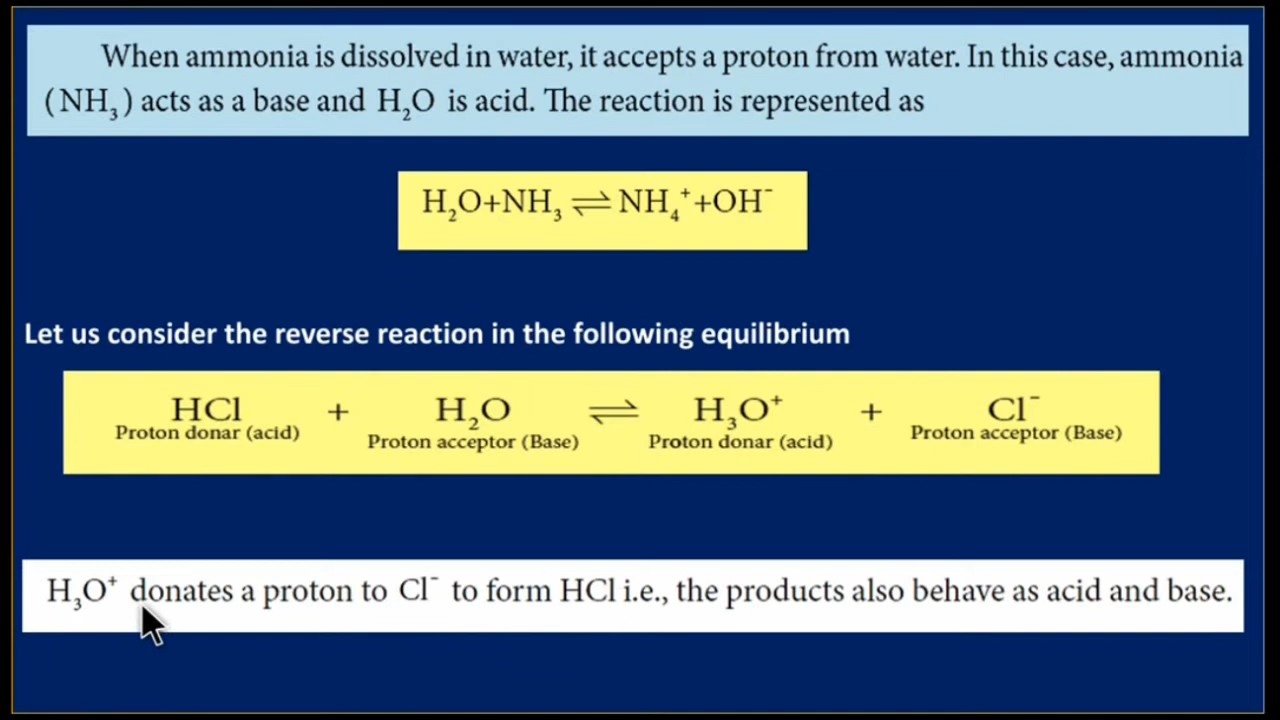 When ammonia is dissolved in water, it accepts a proton from water. In this case, ammonia
(NH₃) acts as a base and H₂O is acid. The reaction is represented as
H₂O+NH₃ ⇌ NH₄⁺+OH⁻
Let us consider the reverse reaction in the following equilibrium
HCl + H₂O ⇌ H₃O⁺ + Cl⁻
Proton donar (acid) Proton acceptor (Base) Proton donar (acid) Proton acceptor (Base)
H₃O⁺ donates a proton to Cl⁻ to form HCl i.e., the products also behave as acid and base.